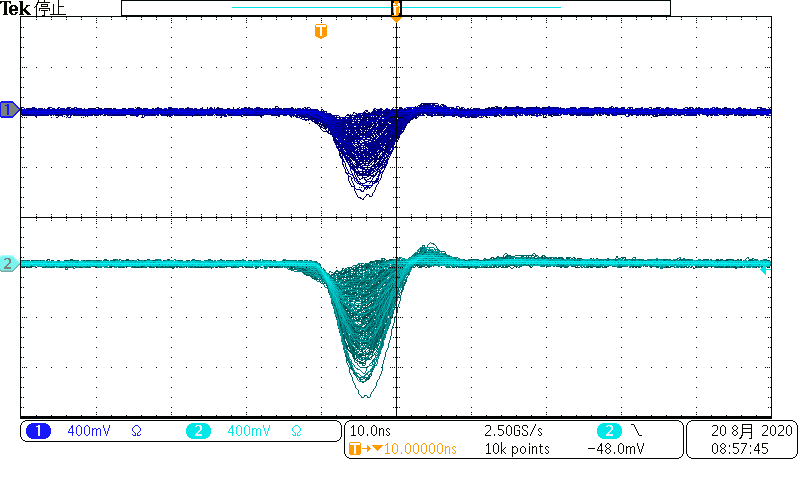 Tek 停止
T
T
1
2
1 400mV Ω 2 400mV Ω
10.0ns 2.50GS/s 2 \
T→▼10.00000ns 10k points −48.0mV
20 8月 2020
08:57:45